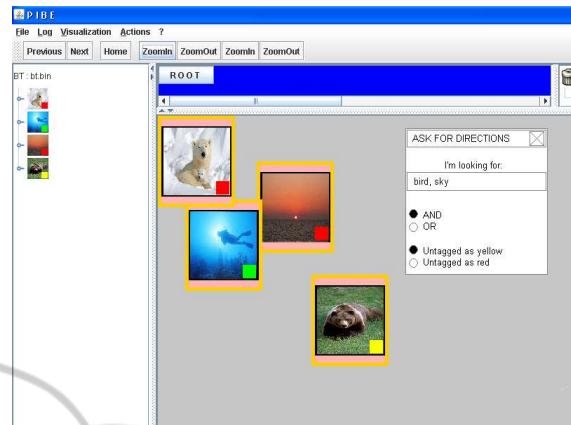 PIBE
File Log Visualization Actions ?
Previous Next Home ZoomIn ZoomOut ZoomIn ZoomOut
BT : bt.bin
ROOT
ASK FOR DIRECTIONS
I'm looking for:
bird, sky
AND
OR
Untagged as yellow
Untagged as red